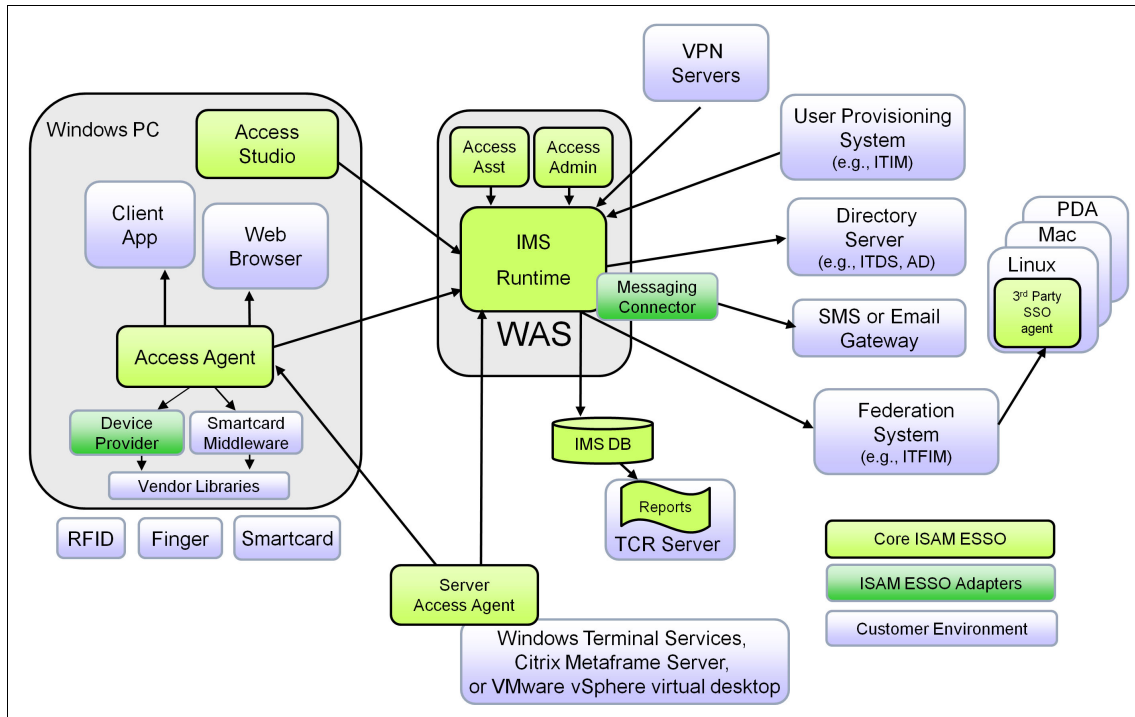 Windows PC
Access
Studio
Client
App
Web
Browser
Access Agent
Device
Provider
Smartcard
Middleware
Vendor Libraries
RFID
Finger
Smartcard
Access
Asst
Access
Admin
IMS
Runtime
Messaging
Connector
WAS
IMS DB
Reports
TCR Server
Server
Access Agent
Windows Terminal Services,
Citrix Metaframe Server,
or VMware vSphere virtual desktop
VPN
Servers
User Provisioning
System
(e.g., ITIM)
Directory
Server
(e.g., ITDS, AD)
SMS or Email
Gateway
Federation
System
(e.g., ITFIM)
PDA
Mac
Linux
3rd Party
SSO
agent
Core ISAM ESSO
ISAM ESSO Adapters
Customer Environment